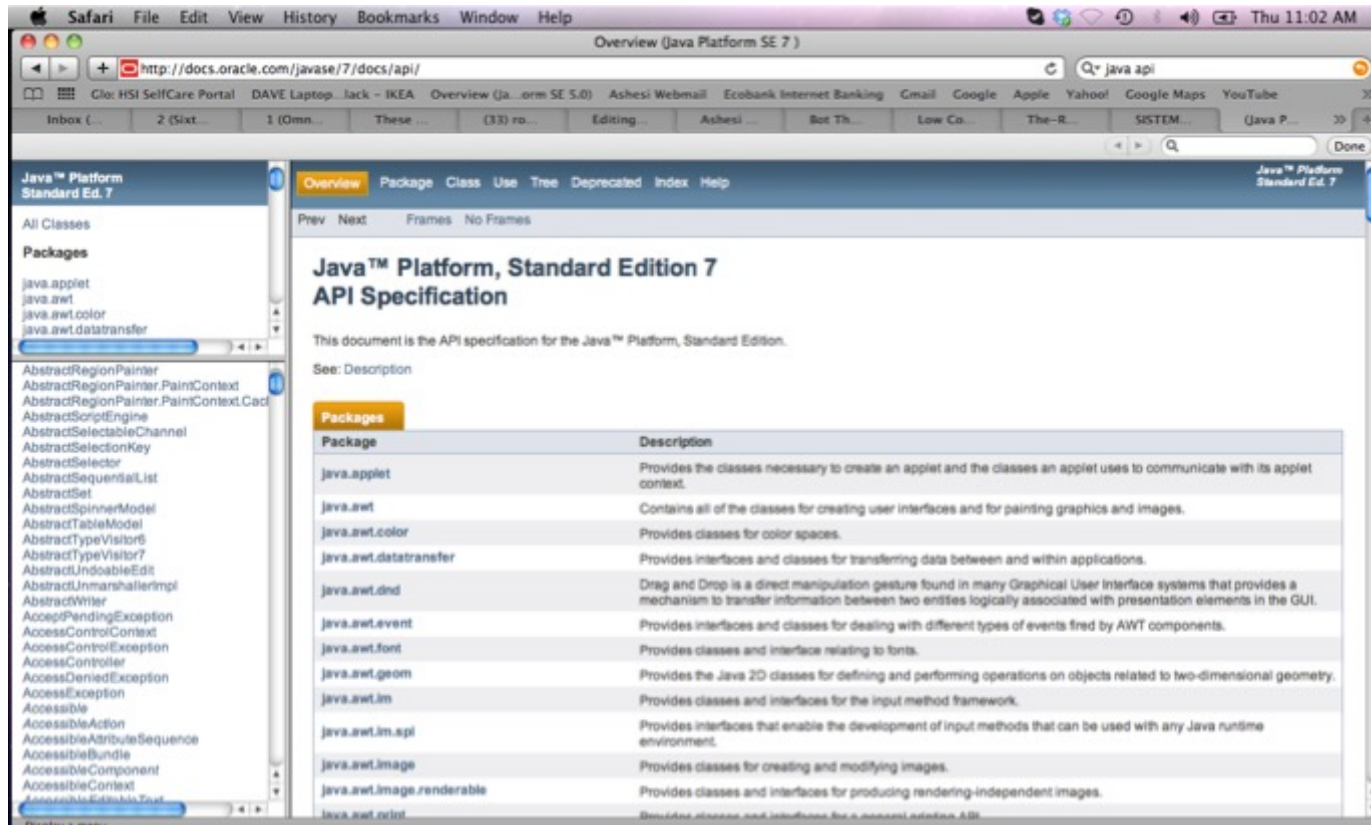 Safari File Edit View History Bookmarks Window Help Thu 11:02 AM
Overview (Java Platform SE 7 )
http://docs.oracle.com/javase/7/docs/api/ java api
Glo: HSI SelfCare Portal DAVE Laptop...lack – IKEA Overview (Ja...orm SE 5.0) Ashesi Webmail Ecobank Internet Banking Gmail Google Apple Yahoo! Google Maps YouTube
Inbox (... 2 (Sixt... 1 (Omn... These ... (33) ro... Editing... Ashesi ... Bot Th... Low Co... The-R... SISTEM... (Java P...
Done
Java™ Platform
Standard Ed. 7
All Classes
Packages
java.applet
java.awt
java.awt.color
java.awt.datatransfer
AbstractRegionPainter
AbstractRegionPainter.PaintContext
AbstractRegionPainter.PaintContext.Cac
AbstractScriptEngine
AbstractSelectableChannel
AbstractSelectionKey
AbstractSelector
AbstractSequentialList
AbstractSet
AbstractSpinnerModel
AbstractTableModel
AbstractTypeVisitor6
AbstractTypeVisitor7
AbstractUndoableEdit
AbstractUnmarshallerImpl
AbstractWriter
AcceptPendingException
AccessControlContext
AccessControlException
AccessController
AccessDeniedException
AccessException
Accessible
AccessibleAction
AccessibleAttributeSequence
AccessibleBundle
AccessibleComponent
AccessibleContext
AccessibleEditableText
Overview Package Class Use Tree Deprecated Index Help
Java™ Platform
Standard Ed. 7
Prev Next Frames No Frames
Java™ Platform, Standard Edition 7
API Specification
This document is the API specification for the Java™ Platform, Standard Edition.
See: Description
Packages
Package Description
java.applet Provides the classes necessary to create an applet and the classes an applet uses to communicate with its applet
context.
java.awt Contains all of the classes for creating user interfaces and for painting graphics and images.
java.awt.color Provides classes for color spaces.
java.awt.datatransfer Provides interfaces and classes for transferring data between and within applications.
java.awt.dnd Drag and Drop is a direct manipulation gesture found in many Graphical User Interface systems that provides a
mechanism to transfer information between two entities logically associated with presentation elements in the GUI.
java.awt.event Provides interfaces and classes for dealing with different types of events fired by AWT components.
java.awt.font Provides classes and interface relating to fonts.
java.awt.geom Provides the Java 2D classes for defining and performing operations on objects related to two-dimensional geometry.
java.awt.im Provides classes and interfaces for the input method framework.
java.awt.im.spi Provides interfaces that enable the development of input methods that can be used with any Java runtime
environment.
java.awt.image Provides classes for creating and modifying images.
java.awt.image.renderable Provides classes and interfaces for producing rendering-independent images.
java.awt.print Provides classes and interfaces for a general printing API.